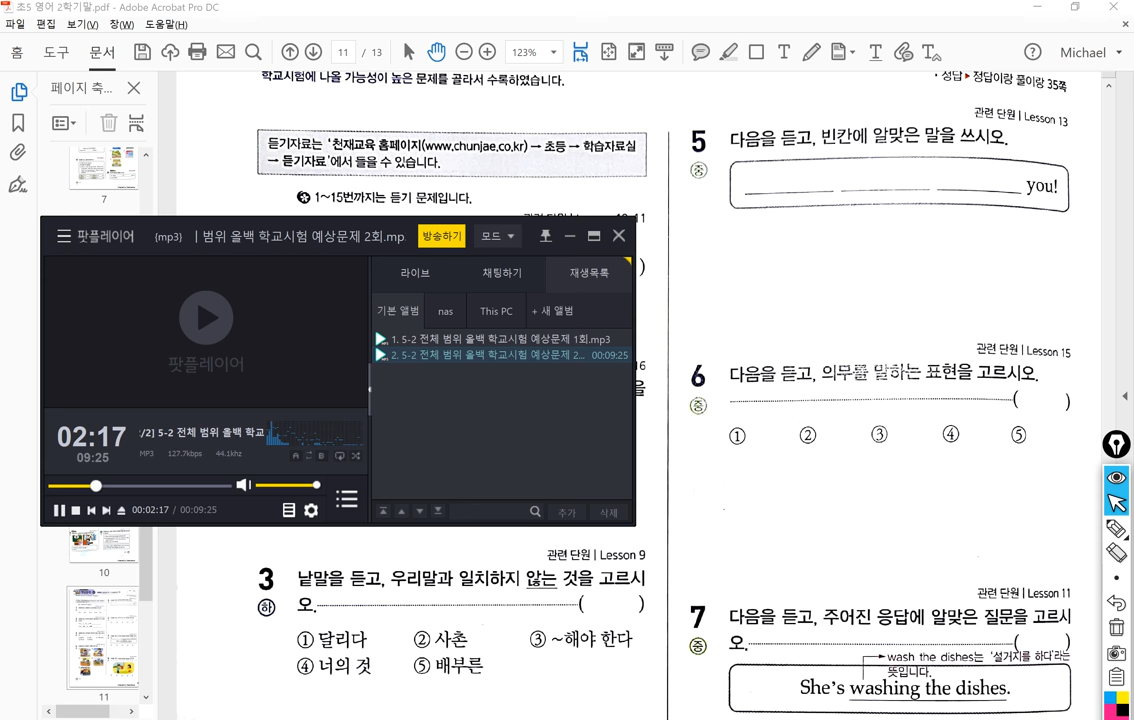 초5 영어 2학기말.pdf - Adobe Acrobat Pro DC
파일 편집 보기(V) 창(W) 도움말(H)
홈 도구 문서 11 / 13 123% Michael
페이지 축...
7
10
11
학교시험에 나올 가능성이 높은 문제를 골라서 수록하였습니다.
• 정답 ▶ 정답이랑 풀이랑 35쪽
듣기자료는 '천재교육 홈페이지(www.chunjae.co.kr) → 초등 → 학습자료실
→ 듣기자료'에서 들을 수 있습니다.
1~15번까지는 듣기 문제입니다.
팟플레이어 {mp3} | 범위 올백 학교시험 예상문제 2회.mp 방송하기 모드
라이브 채팅하기 재생목록
기본 앨범 nas This PC + 새 앨범
1. 5-2 전체 범위 올백 학교시험 예상문제 1회.mp3
2. 5-2 전체 범위 올백 학교시험 예상문제 2... 00:09:25
팟플레이어
02:17 /2] 5-2 전체 범위 올백 학교
09:25 MP3 127.7kbps 44.1khz
00:02:17 / 00:09:25
추가 삭제
관련 단원 | Lesson 9
3 낱말을 듣고, 우리말과 일치하지 않는 것을 고르시
하 오. ( )
① 달리다 ② 사촌 ③ ~해야 한다
④ 너의 것 ⑤ 배부른
관련 단원 | Lesson 13
5 다음을 듣고, 빈칸에 알맞은 말을 쓰시오.
중
you!
관련 단원 | Lesson 15
6 다음을 듣고, 의무를 말하는 표현을 고르시오.
중 ( )
① ② ③ ④ ⑤
관련 단원 | Lesson 11
7 다음을 듣고, 주어진 응답에 알맞은 질문을 고르시
중 오. ( )
wash the dishes는 '설거지를 하다'라는
뜻입니다.
She's washing the dishes.